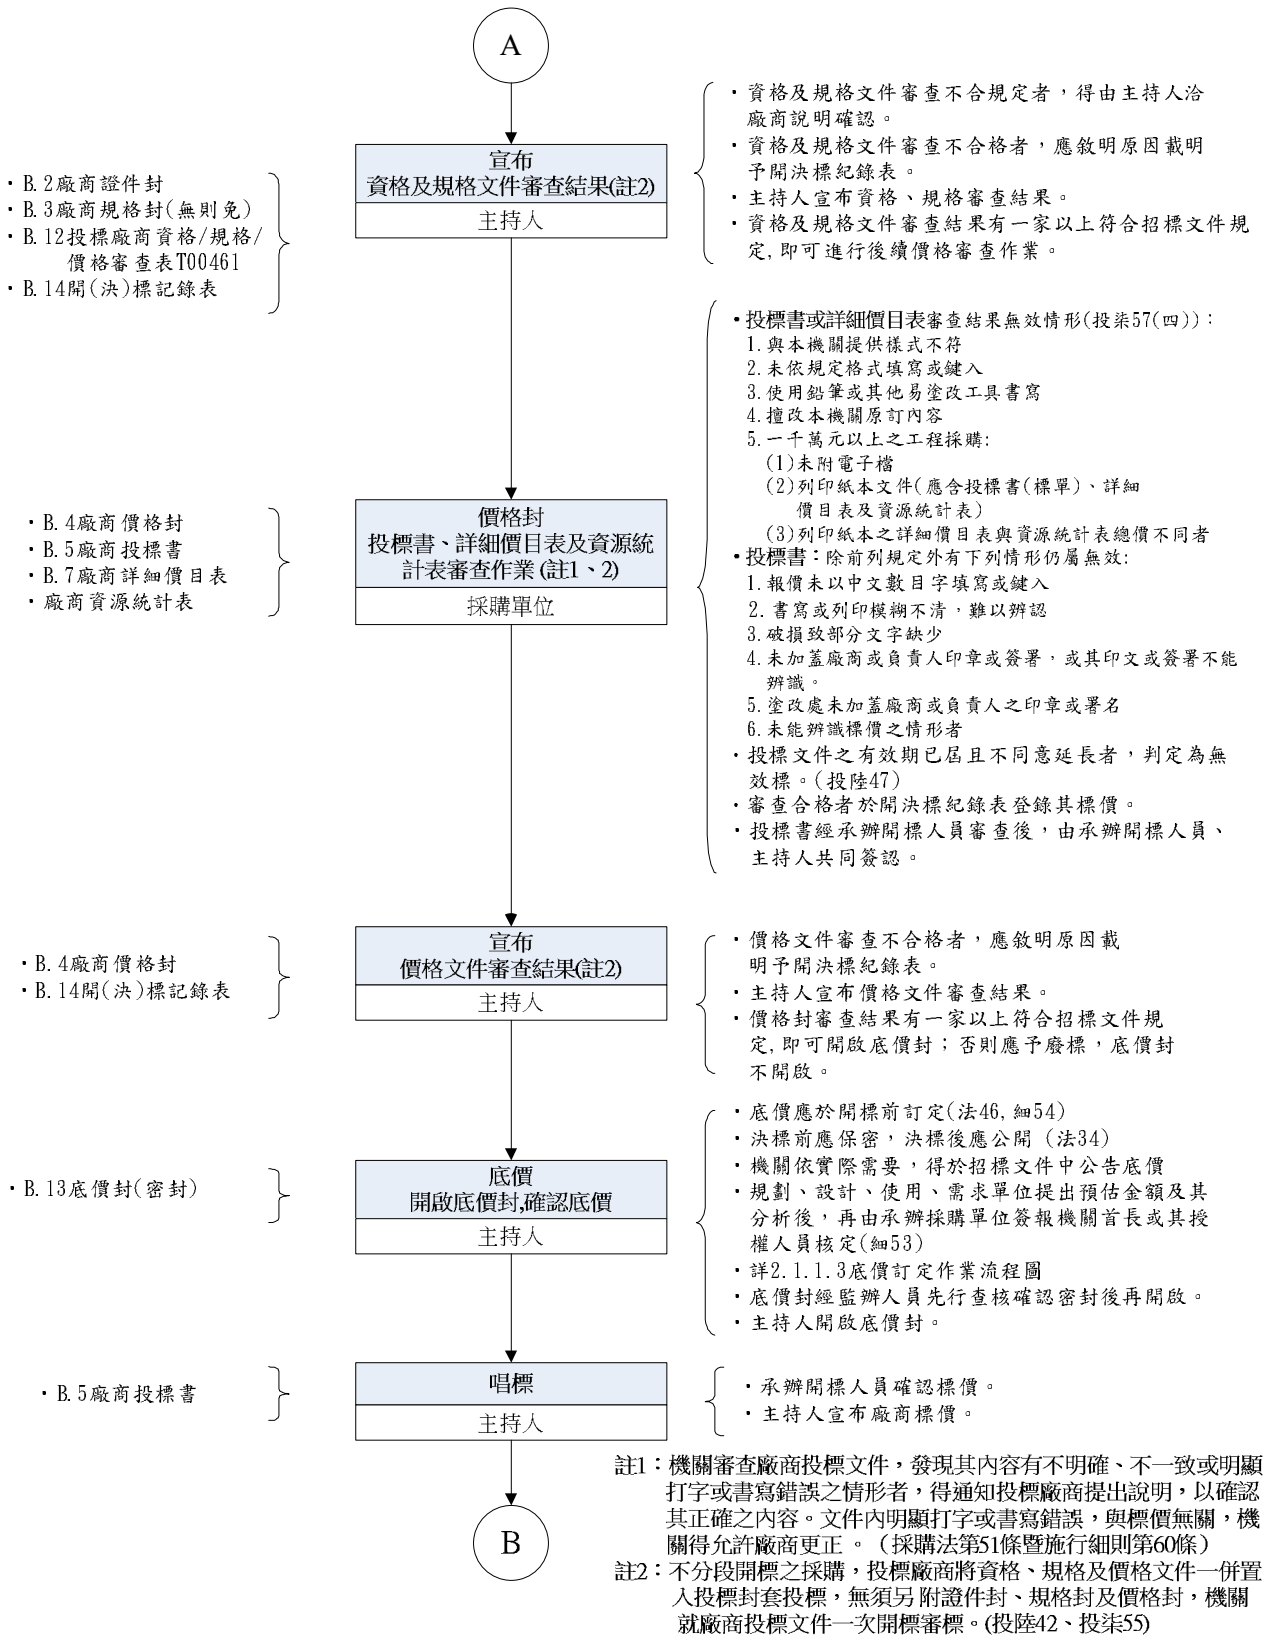 A
宣布
資格及規格文件審查結果(註2)
主持人
・B.2廠商證件封
・B.3廠商規格封(無則免)
・B.12投標廠商資格/規格/
價格審查表T00461
・B.14開(決)標記錄表
・資格及規格文件審查不合規定者，得由主持人洽
廠商說明確認。
・資格及規格文件審查不合格者，應敘明原因載明
予開決標紀錄表。
・主持人宣布資格、規格審查結果。
・資格及規格文件審查結果有一家以上符合招標文件規
定,即可進行後續價格審查作業。
價格封
投標書、詳細價目表及資源統
計表審查作業(註1、2)
採購單位
・B.4廠商價格封
・B.5廠商投標書
・B.7廠商詳細價目表
・廠商資源統計表
・投標書或詳細價目表審查結果無效情形(投柒57(四))：
1.與本機關提供樣式不符
2.未依規定格式填寫或鍵入
3.使用鉛筆或其他易塗改工具書寫
4.擅改本機關原訂內容
5.一千萬元以上之工程採購:
(1)未附電子檔
(2)列印紙本文件(應含投標書(標單)、詳細
價目表及資源統計表)
(3)列印紙本之詳細價目表與資源統計表總價不同者
・投標書：除前列規定外有下列情形仍屬無效:
1.報價未以中文數目字填寫或鍵入
2.書寫或列印模糊不清，難以辨認
3.破損致部分文字缺少
4.未加蓋廠商或負責人印章或簽署，或其印文或簽署不能
辨識。
5.塗改處未加蓋廠商或負責人之印章或署名
6.未能辨識標價之情形者
・投標文件之有效期已屆且不同意延長者，判定為無
效標。(投陸47)
・審查合格者於開決標紀錄表登錄其標價。
・投標書經承辦開標人員審查後，由承辦開標人員、
主持人共同簽認。
宣布
價格文件審查結果(註2)
主持人
・B.4廠商價格封
・B.14開(決)標記錄表
・價格文件審查不合格者，應敘明原因載
明予開決標紀錄表。
・主持人宣布價格文件審查結果。
・價格封審查結果有一家以上符合招標文件規
定,即可開啟底價封；否則應予廢標，底價封
不開啟。
底價
開啟底價封,確認底價
主持人
・B.13底價封(密封)
・底價應於開標前訂定(法46,細54)
・決標前應保密，決標後應公開 (法34)
・機關依實際需要，得於招標文件中公告底價
・規劃、設計、使用、需求單位提出預估金額及其
分析後，再由承辦採購單位簽報機關首長或其授
權人員核定(細53)
・詳2.1.1.3底價訂定作業流程圖
・底價封經監辦人員先行查核確認密封後再開啟。
・主持人開啟底價封。
唱標
主持人
・B.5廠商投標書
・承辦開標人員確認標價。
・主持人宣布廠商標價。
B
註1：機關審查廠商投標文件，發現其內容有不明確、不一致或明顯
打字或書寫錯誤之情形者，得通知投標廠商提出說明，以確認
其正確之內容。文件內明顯打字或書寫錯誤，與標價無關，機
關得允許廠商更正 。（採購法第51條暨施行細則第60條）
註2：不分段開標之採購，投標廠商將資格、規格及價格文件一併置
入投標封套投標，無須另附證件封、規格封及價格封，機關
就廠商投標文件一次開標審標。(投陸42、投柒55)